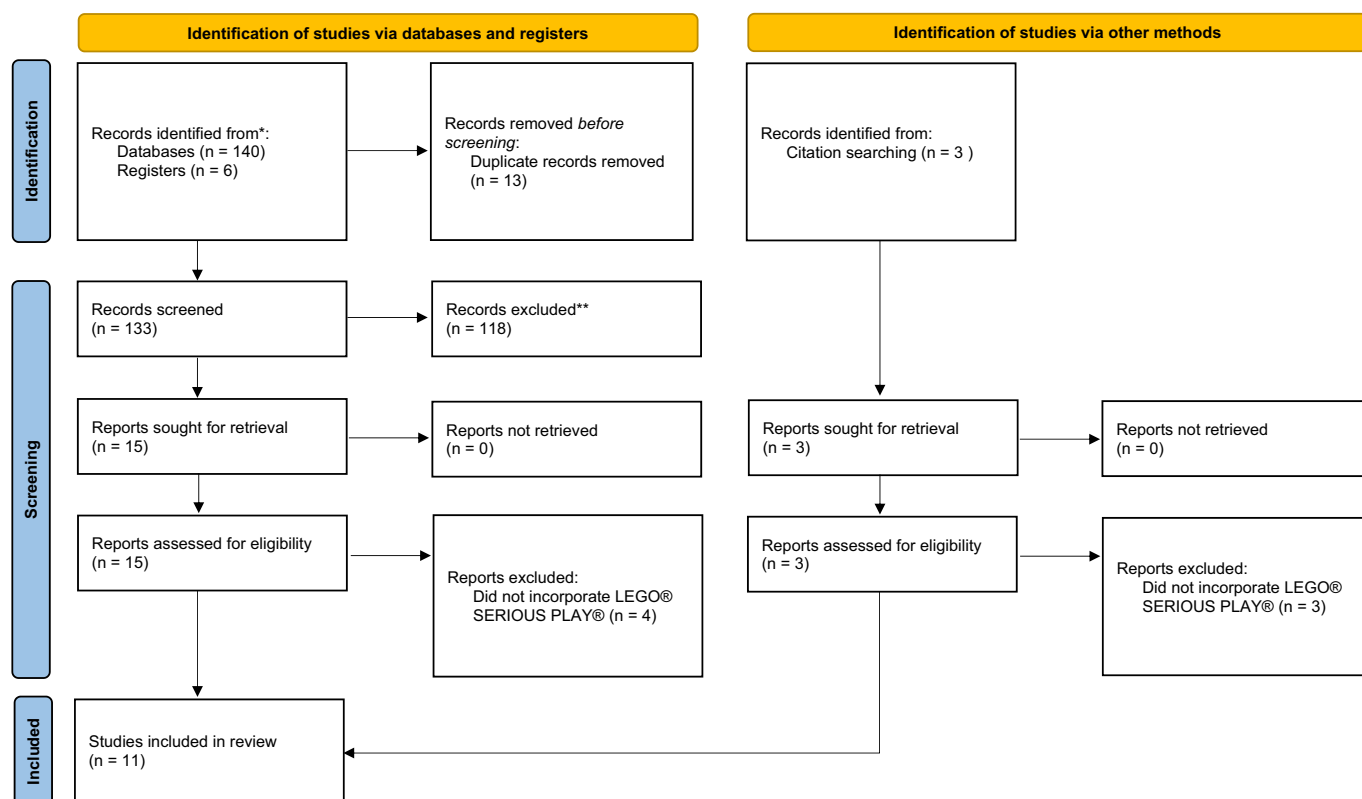 Identification of studies via databases and registers
Identification of studies via other methods
Identification
Records identified from*:
Databases (n = 140)
Registers (n = 6)
Records removed before
screening:
Duplicate records removed
(n = 13)
Records identified from:
Citation searching (n = 3 )
Screening
Records screened
(n = 133)
Records excluded**
(n = 118)
Reports sought for retrieval
(n = 15)
Reports not retrieved
(n = 0)
Reports sought for retrieval
(n = 3)
Reports not retrieved
(n = 0)
Reports assessed for eligibility
(n = 15)
Reports excluded:
Did not incorporate LEGO®
SERIOUS PLAY® (n = 4)
Reports assessed for eligibility
(n = 3)
Reports excluded:
Did not incorporate LEGO®
SERIOUS PLAY® (n = 3)
Included
Studies included in review
(n = 11)